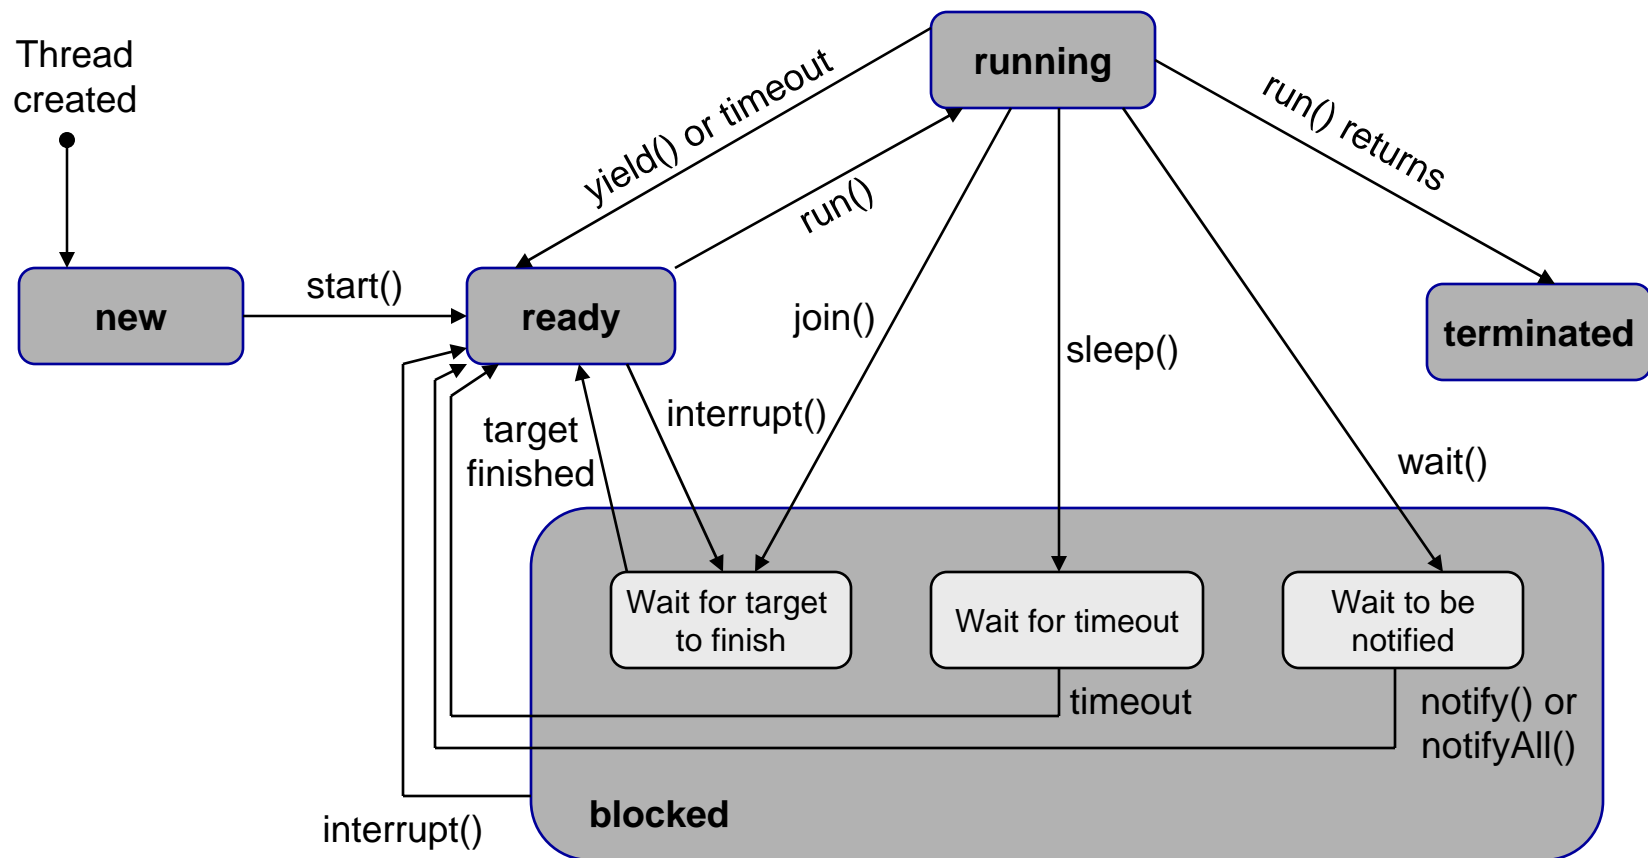 Thread
created
running
yield() or timeout
run() returns
run()
new
start()
ready
join()
sleep()
terminated
interrupt()
target
finished
wait()
Wait for target
to finish
Wait for timeout
Wait to be
notified
timeout
notify() or
notifyAll()
blocked
interrupt()